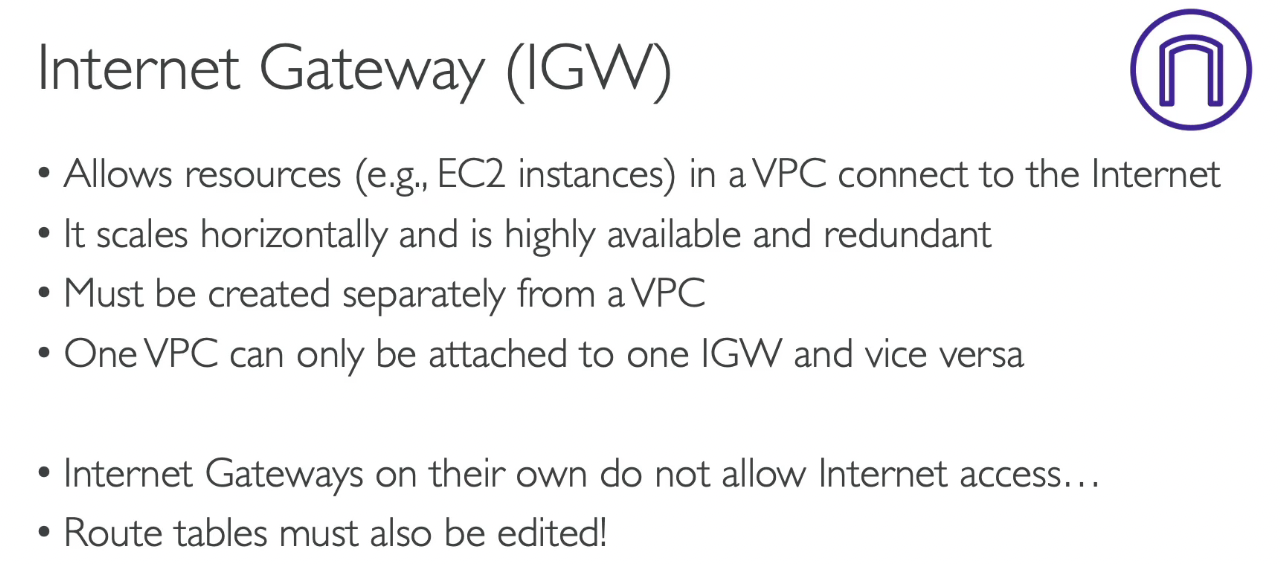 Internet Gateway (IGW)
• Allows resources (e.g., EC2 instances) in a VPC connect to the Internet
• It scales horizontally and is highly available and redundant
• Must be created separately from a VPC
• One VPC can only be attached to one IGW and vice versa
• Internet Gateways on their own do not allow Internet access…
• Route tables must also be edited!